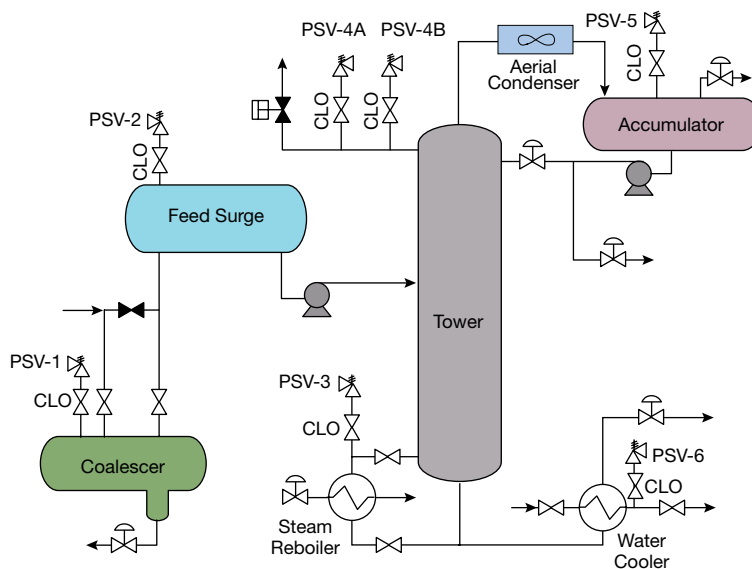 PSV-4A
PSV-4B
PSV-5
CLO
Aerial
Condenser
Accumulator
PSV-2
CLO
CLO
CLO
Feed Surge
Tower
PSV-1
CLO
Coalescer
PSV-3
CLO
Steam
Reboiler
PSV-6
CLO
Water
Cooler